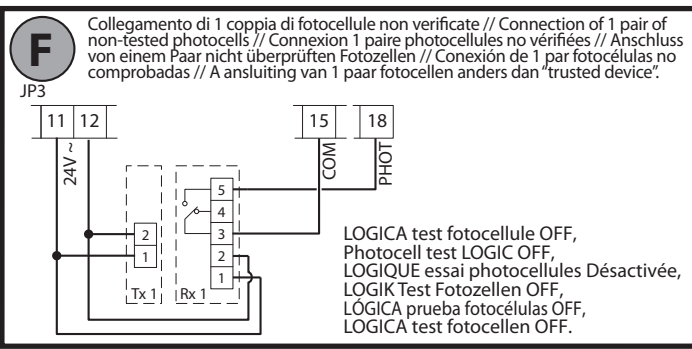 F
Collegamento di 1 coppia di fotocellule non verificate // Connection of 1 pair of
non-tested photocells // Connexion 1 paire photocellules no vérifiées // Anschluss
von einem Paar nicht überprüften Fotozellen // Conexión de 1 par fotocélulas no
comprobadas // A ansluiting van 1 paar fotocellen anders dan “trusted device”.
JP3
11 12 15 18
24V ~ COM PHOT
5
4
2 3
1 2
1
Tx 1 Rx 1
LOGICA test fotocellule OFF,
Photocell test LOGIC OFF,
LOGIQUE essai photocellules Désactivée,
LOGIK Test Fotozellen OFF,
LÓGICA prueba fotocélulas OFF,
LOGICA test fotocellen OFF.